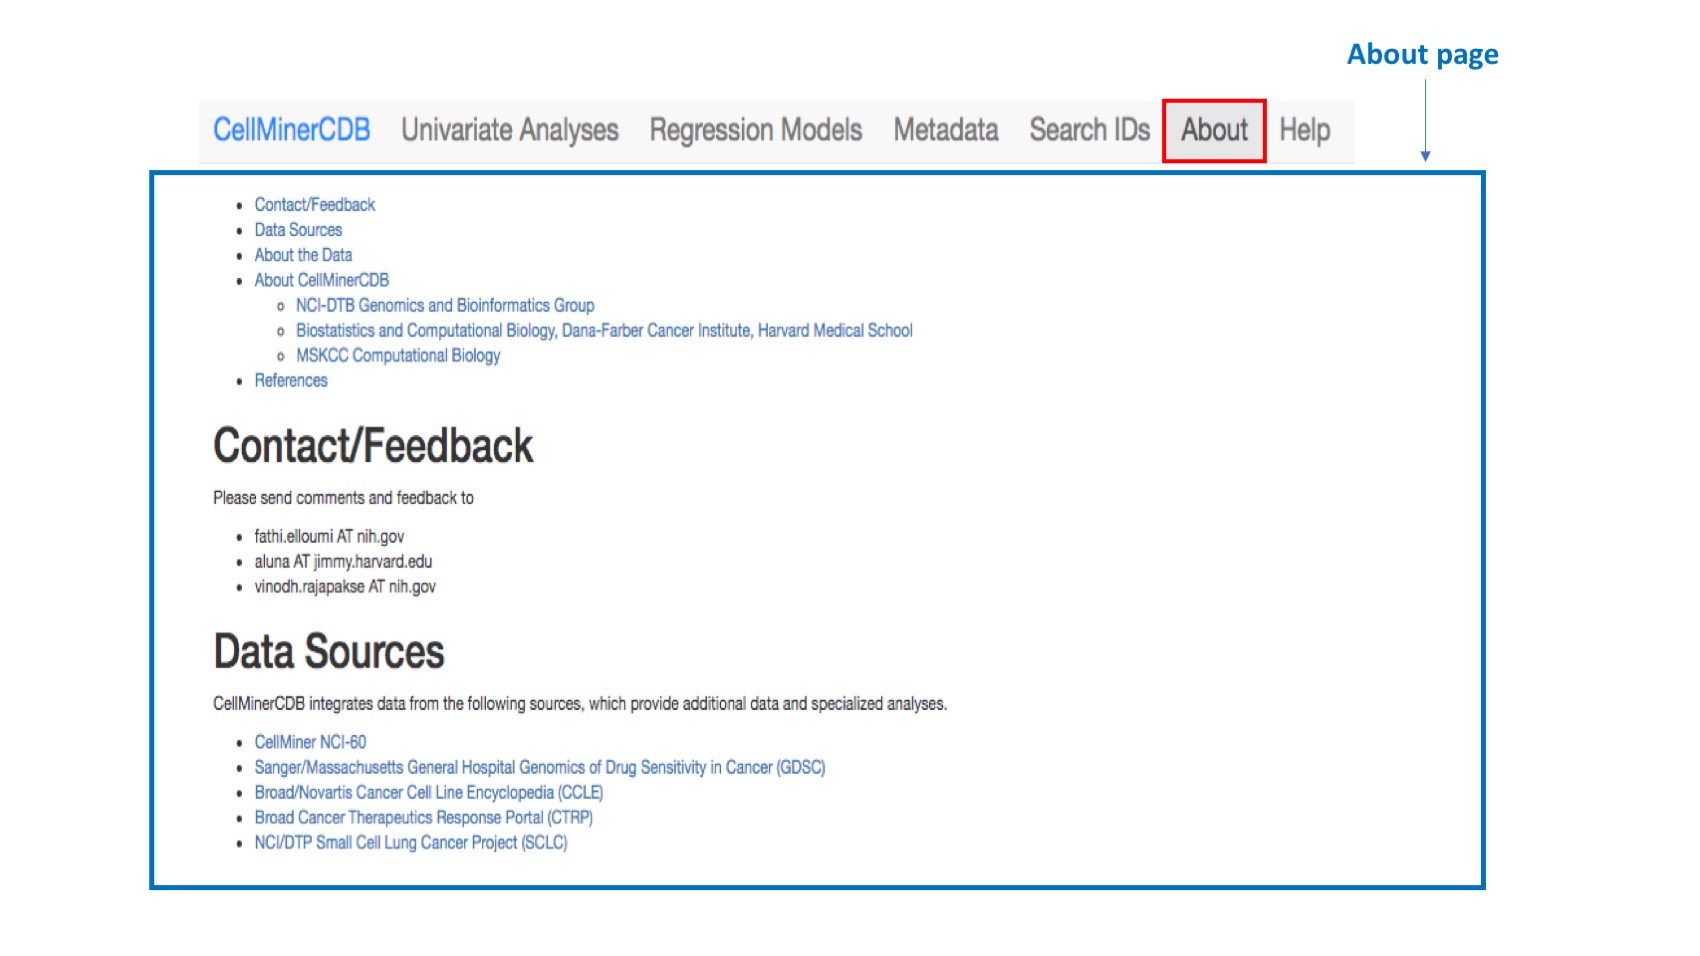 About page
CellMinerCDB Univariate Analyses Regression Models Metadata Search IDs About Help
Contact/Feedback
Data Sources
About the Data
About CellMinerCDB
NCI-DTB Genomics and Bioinformatics Group
Biostatistics and Computational Biology, Dana-Farber Cancer Institute, Harvard Medical School
MSKCC Computational Biology
References
Contact/Feedback
Please send comments and feedback to
fathi.elloumi AT nih.gov
aluna AT jimmy.harvard.edu
vinodh.rajapakse AT nih.gov
Data Sources
CellMinerCDB integrates data from the following sources, which provide additional data and specialized analyses.
CellMiner NCI-60
Sanger/Massachusetts General Hospital Genomics of Drug Sensitivity in Cancer (GDSC)
Broad/Novartis Cancer Cell Line Encyclopedia (CCLE)
Broad Cancer Therapeutics Response Portal (CTRP)
NCI/DTP Small Cell Lung Cancer Project (SCLC)